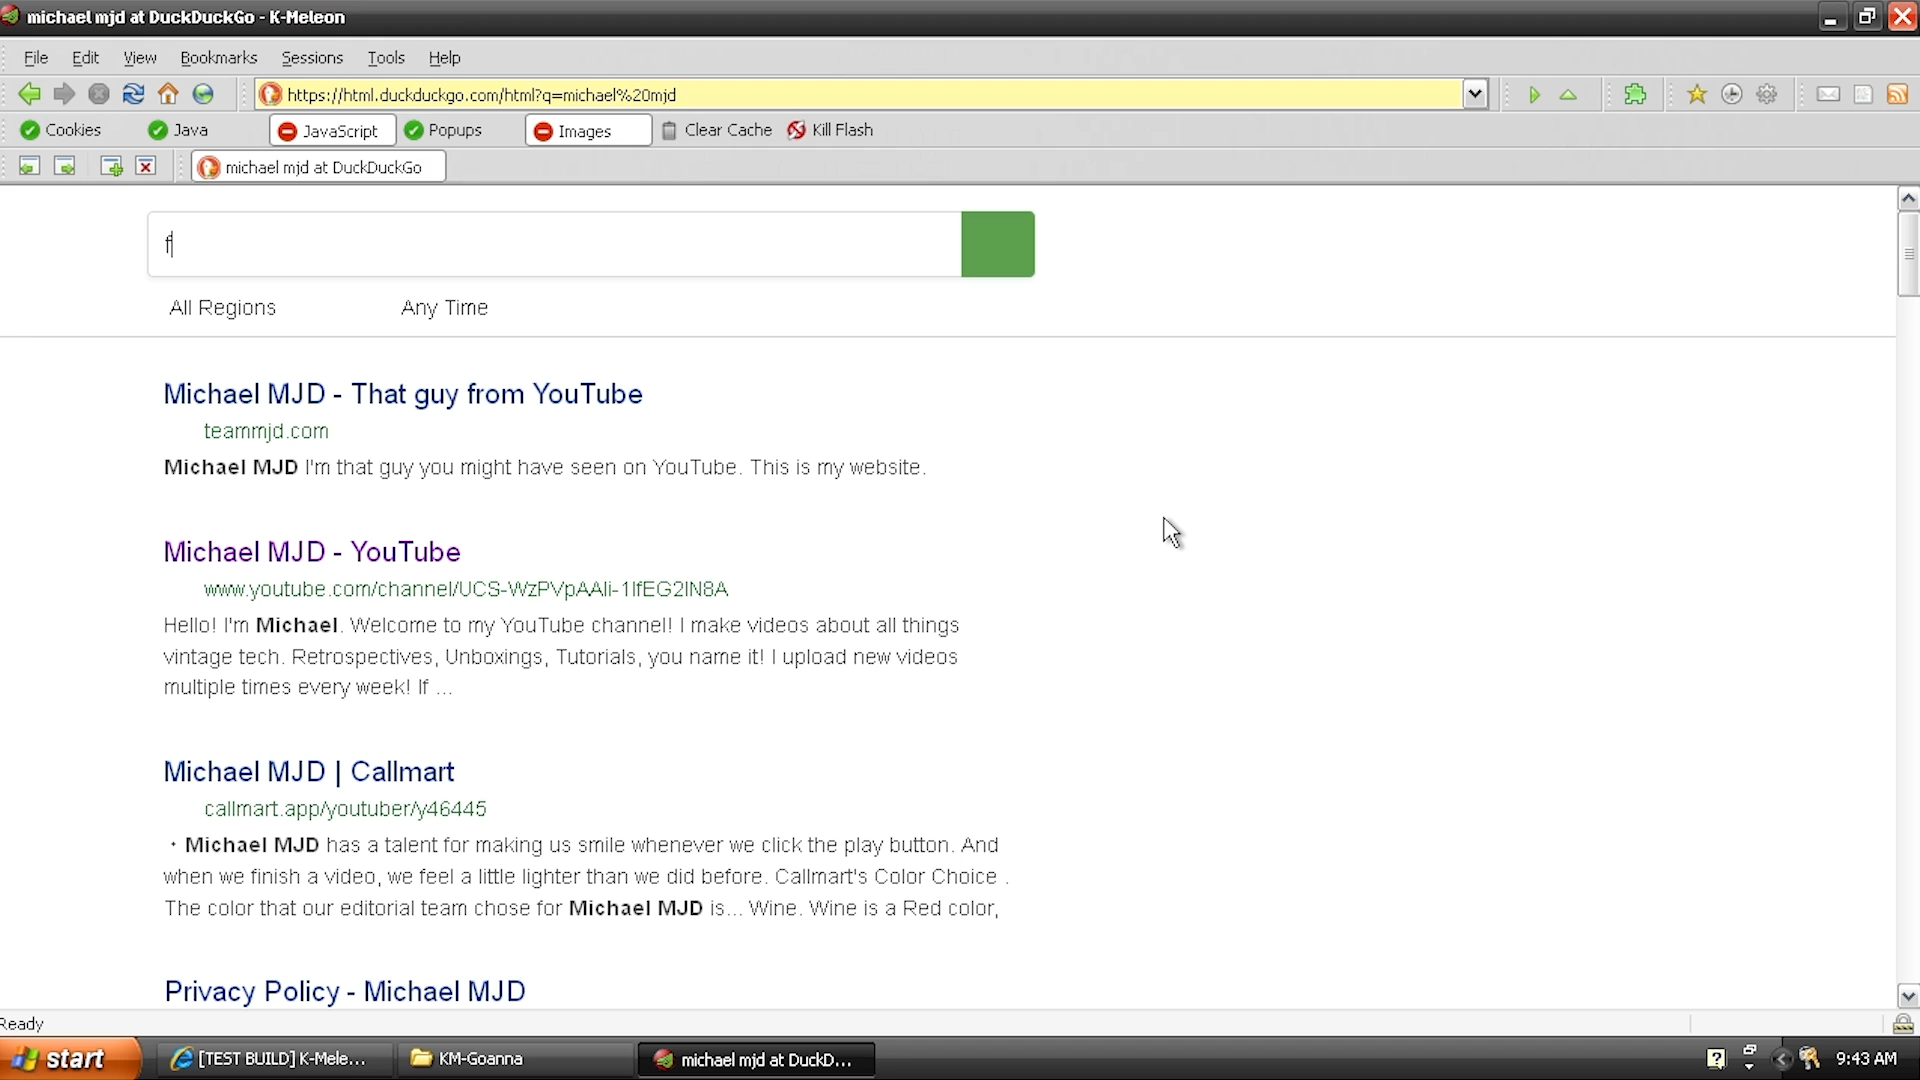 michael mjd at DuckDuckGo - K-Meleon
File Edit View Bookmarks Sessions Tools Help
https://html.duckduckgo.com/html?q=michael%20mjd
Cookies Java JavaScript Popups Images Clear Cache Kill Flash
michael mjd at DuckDuckGo
f
All Regions Any Time
Michael MJD - That guy from YouTube
teammjd.com
Michael MJD I'm that guy you might have seen on YouTube. This is my website.
Michael MJD - YouTube
www.youtube.com/channel/UCS-WzPVpAAli-1IfEG2lN8A
Hello! I'm Michael. Welcome to my YouTube channel! I make videos about all things
vintage tech. Retrospectives, Unboxings, Tutorials, you name it! I upload new videos
multiple times every week! If ...
Michael MJD | Callmart
callmart.app/youtuber/y46445
· Michael MJD has a talent for making us smile whenever we click the play button. And
when we finish a video, we feel a little lighter than we did before. Callmart's Color Choice .
The color that our editorial team chose for Michael MJD is... Wine. Wine is a Red color,
Privacy Policy - Michael MJD
Ready
start [TEST BUILD] K-Mele... KM-Goanna michael mjd at DuckD... 9:43 AM